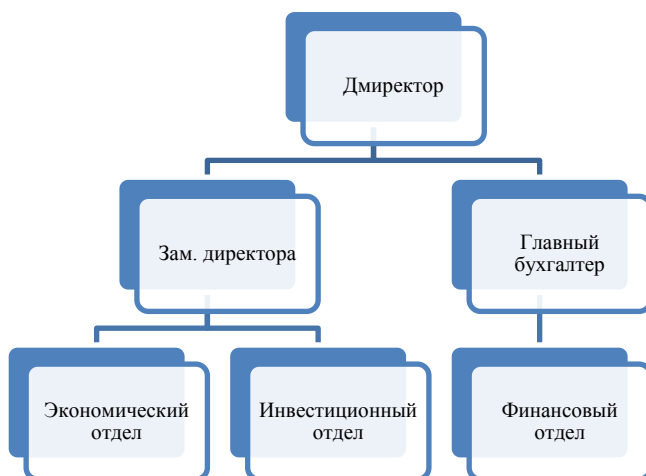 Дмиректор
Зам. директора
Главный
бухгалтер
Экономический
отдел
Инвестиционный
отдел
Финансовый
отдел